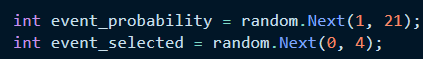 int event_probability = random.Next(1, 21);
int event_selected = random.Next(0, 4);